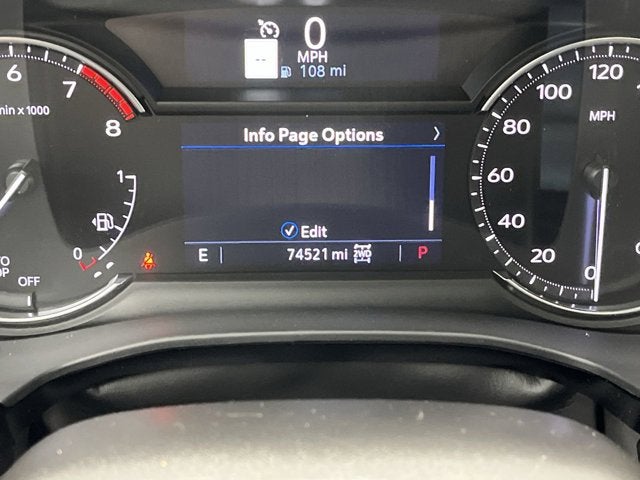 0
MPH
--
108 mi
6
7
8
min x 1000
1
0
OFF
Info Page Options
Edit
E
74521 mi 2WD
P
120
100
MPH
80
60
40
20
0